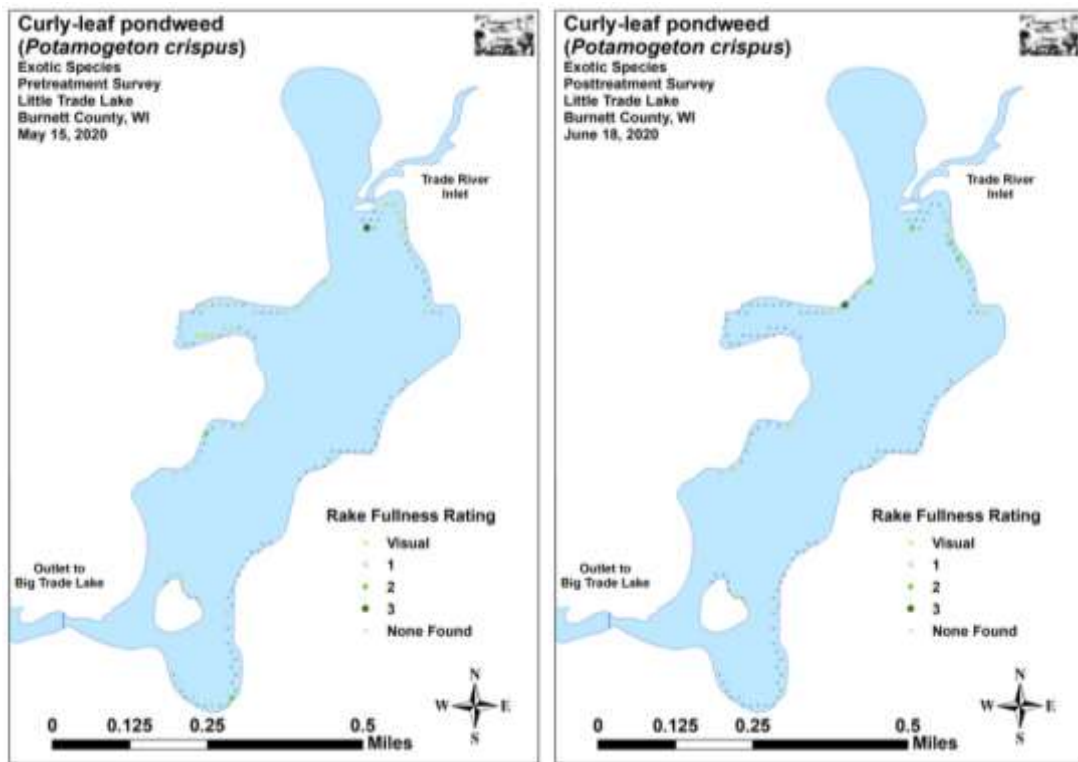 Curly-leaf pondweed
(Potamogeton crispus)
Exotic Species
Pretreatment Survey
Little Trade Lake
Burnett County, WI
May 15, 2020
Trade River
Inlet
Rake Fullness Rating
Visual
1
2
3
None Found
Outlet to
Big Trade Lake
N
W E
S
0 0.125 0.25 0.5
Miles
Curly-leaf pondweed
(Potamogeton crispus)
Exotic Species
Posttreatment Survey
Little Trade Lake
Burnett County, WI
June 18, 2020
Trade River
Inlet
Rake Fullness Rating
Visual
1
2
3
None Found
Outlet to
Big Trade Lake
N
W E
S
0 0.125 0.25 0.5
Miles